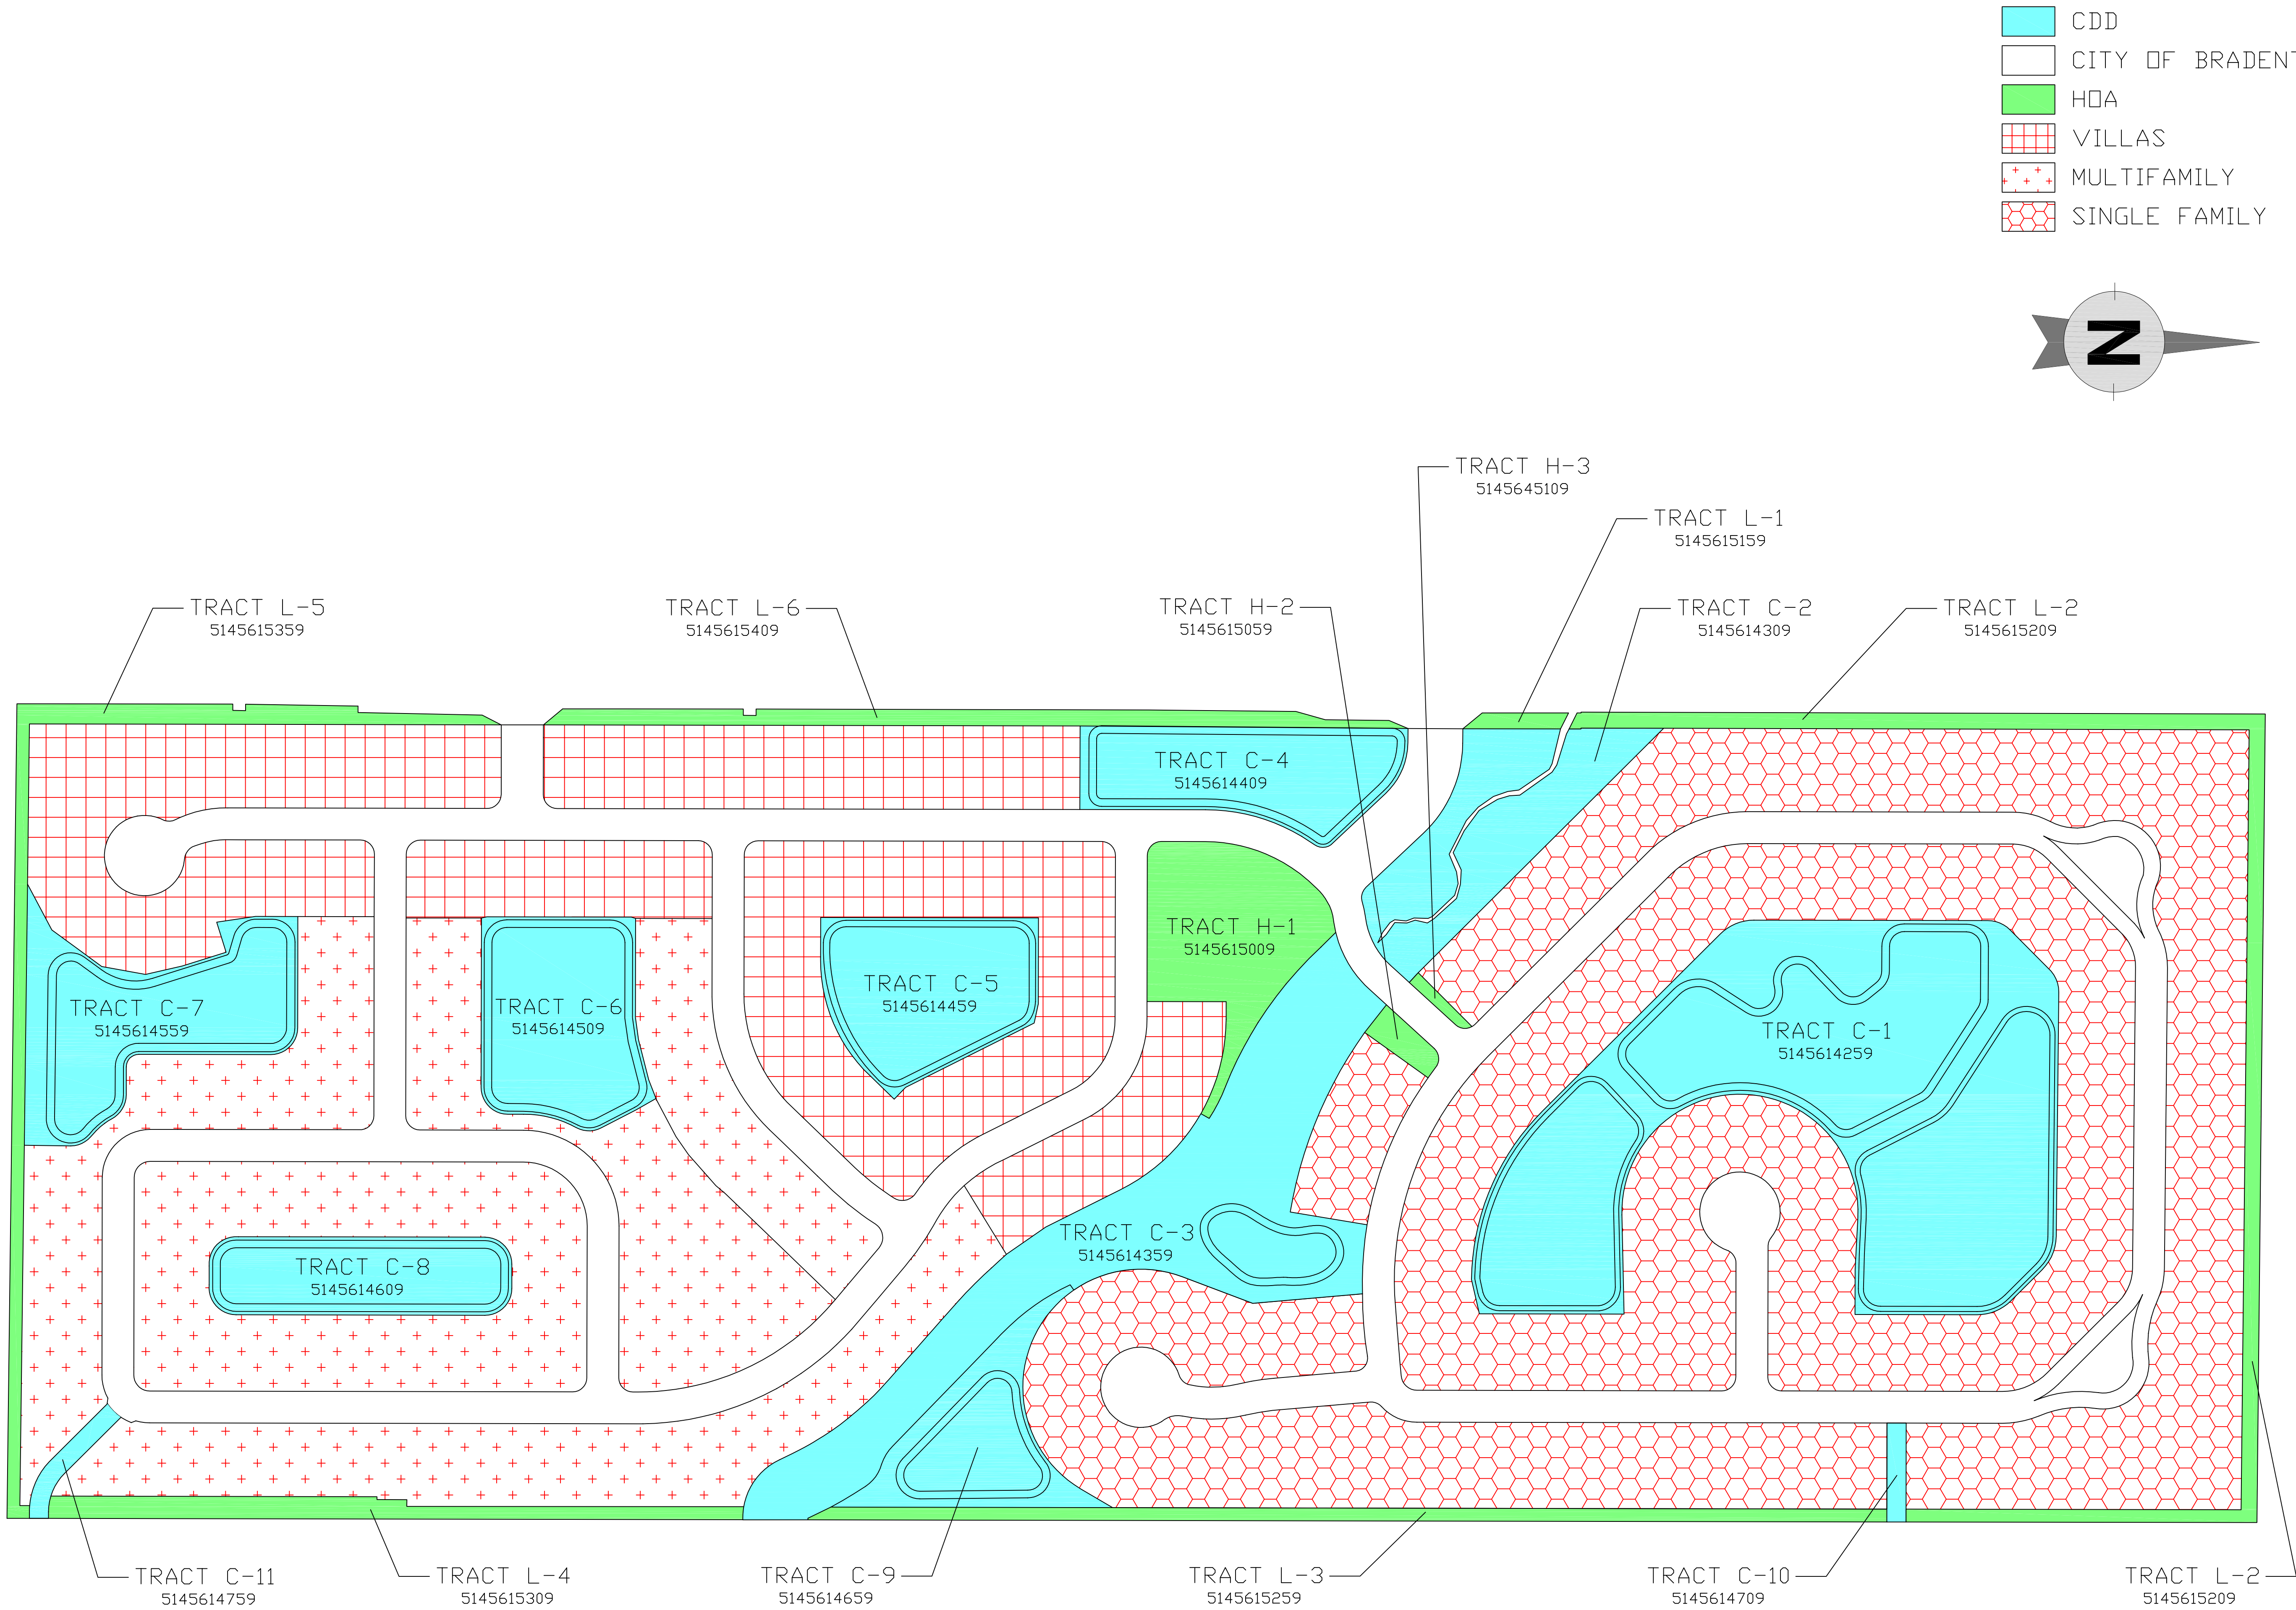 CDD
CITY OF BRADENT
HOA
VILLAS
MULTIFAMILY
SINGLE FAMILY
N
TRACT H-3
5145645109
TRACT L-1
5145615159
TRACT L-5
5145615359
TRACT L-6
5145615409
TRACT H-2
5145615059
TRACT C-2
5145614309
TRACT L-2
5145615209
TRACT C-4
5145614409
TRACT H-1
5145615009
TRACT C-7
5145614559
TRACT C-6
5145614509
TRACT C-5
5145614459
TRACT C-1
5145614259
TRACT C-3
5145614359
TRACT C-8
5145614609
TRACT C-11
5145614759
TRACT L-4
5145615309
TRACT C-9
5145614659
TRACT L-3
5145615259
TRACT C-10
5145614709
TRACT L-2
5145615209